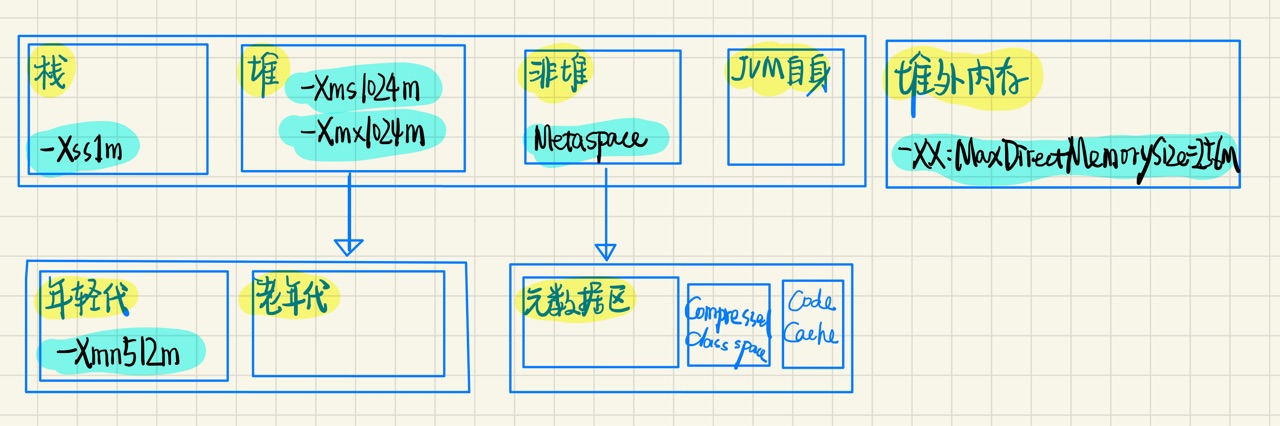 栈
-Xss1m
堆
-Xms1024m
-Xmx1024m
非堆
Metaspace
JVM自身
堆外内存
-XX:MaxDirectMemorySize=256m
年轻代
-Xmn512m
老年代
元数据区
Compressed
class space
Code
Cache